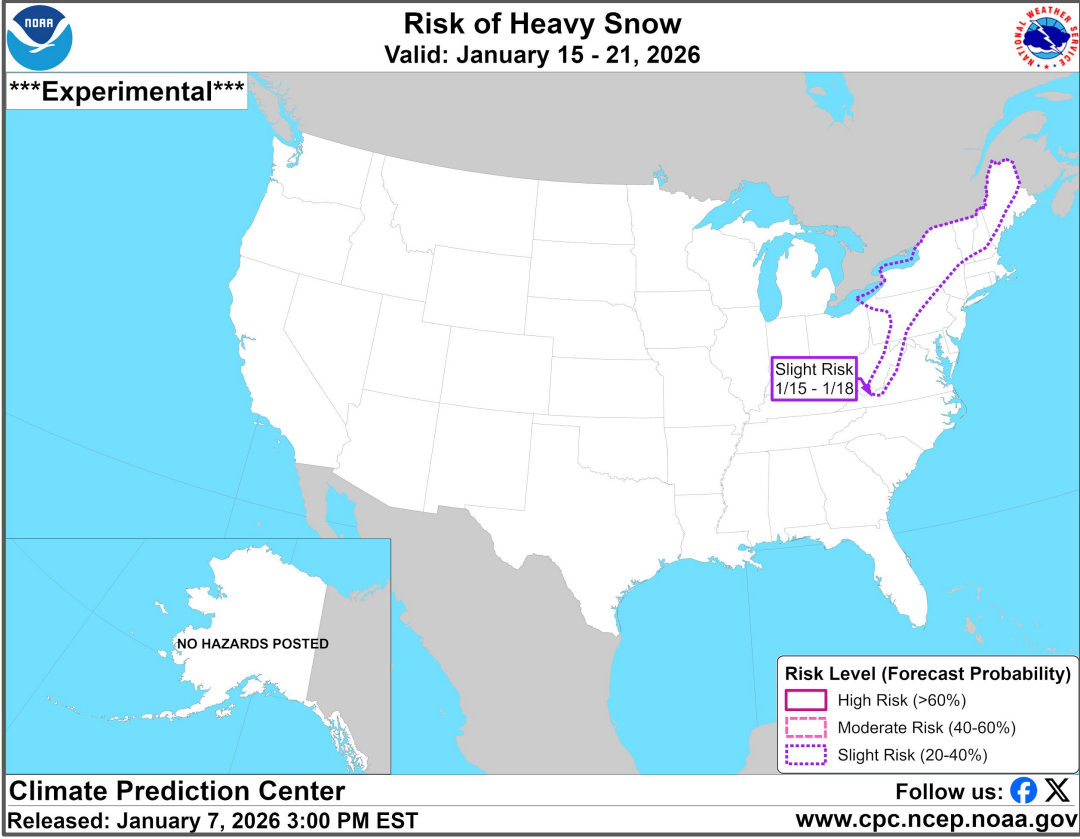 NOAA
Risk of Heavy Snow
Valid: January 15 - 21, 2026
NATIONAL WEATHER SERVICE
***Experimental***
Slight Risk
1/15 - 1/18
NO HAZARDS POSTED
Risk Level (Forecast Probability)
High Risk (>60%)
Moderate Risk (40-60%)
Slight Risk (20-40%)
Climate Prediction Center
Follow us:
Released: January 7, 2026 3:00 PM EST
www.cpc.ncep.noaa.gov